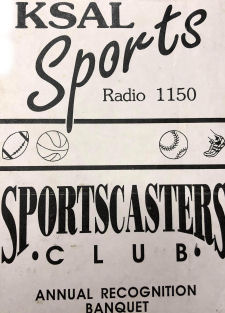 KSAL
Sports
Radio 1150
SPORTSCASTERS
• CLUB •
ANNUAL RECOGNITION
BANQUET